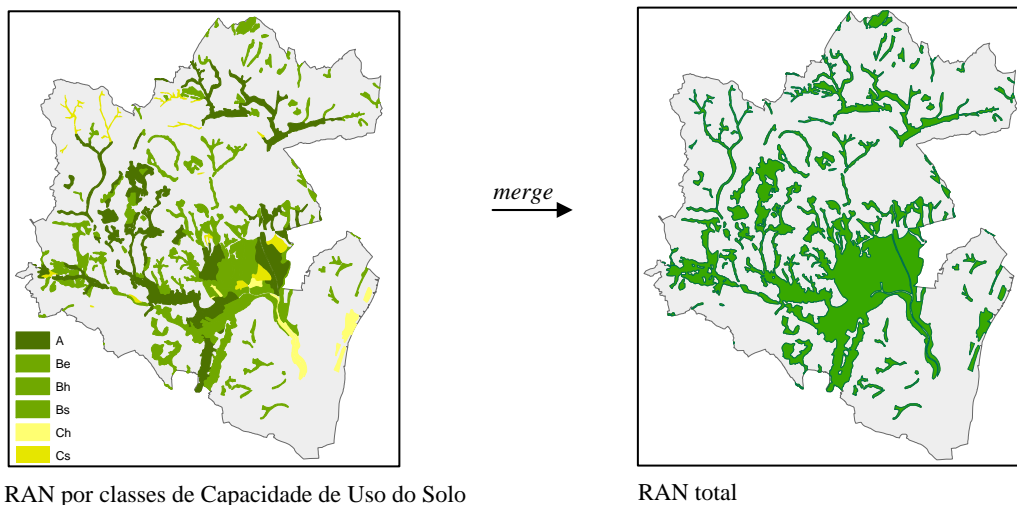 merge
A
Be
Bh
Bs
Ch
Cs
RAN por classes de Capacidade de Uso do Solo
RAN total